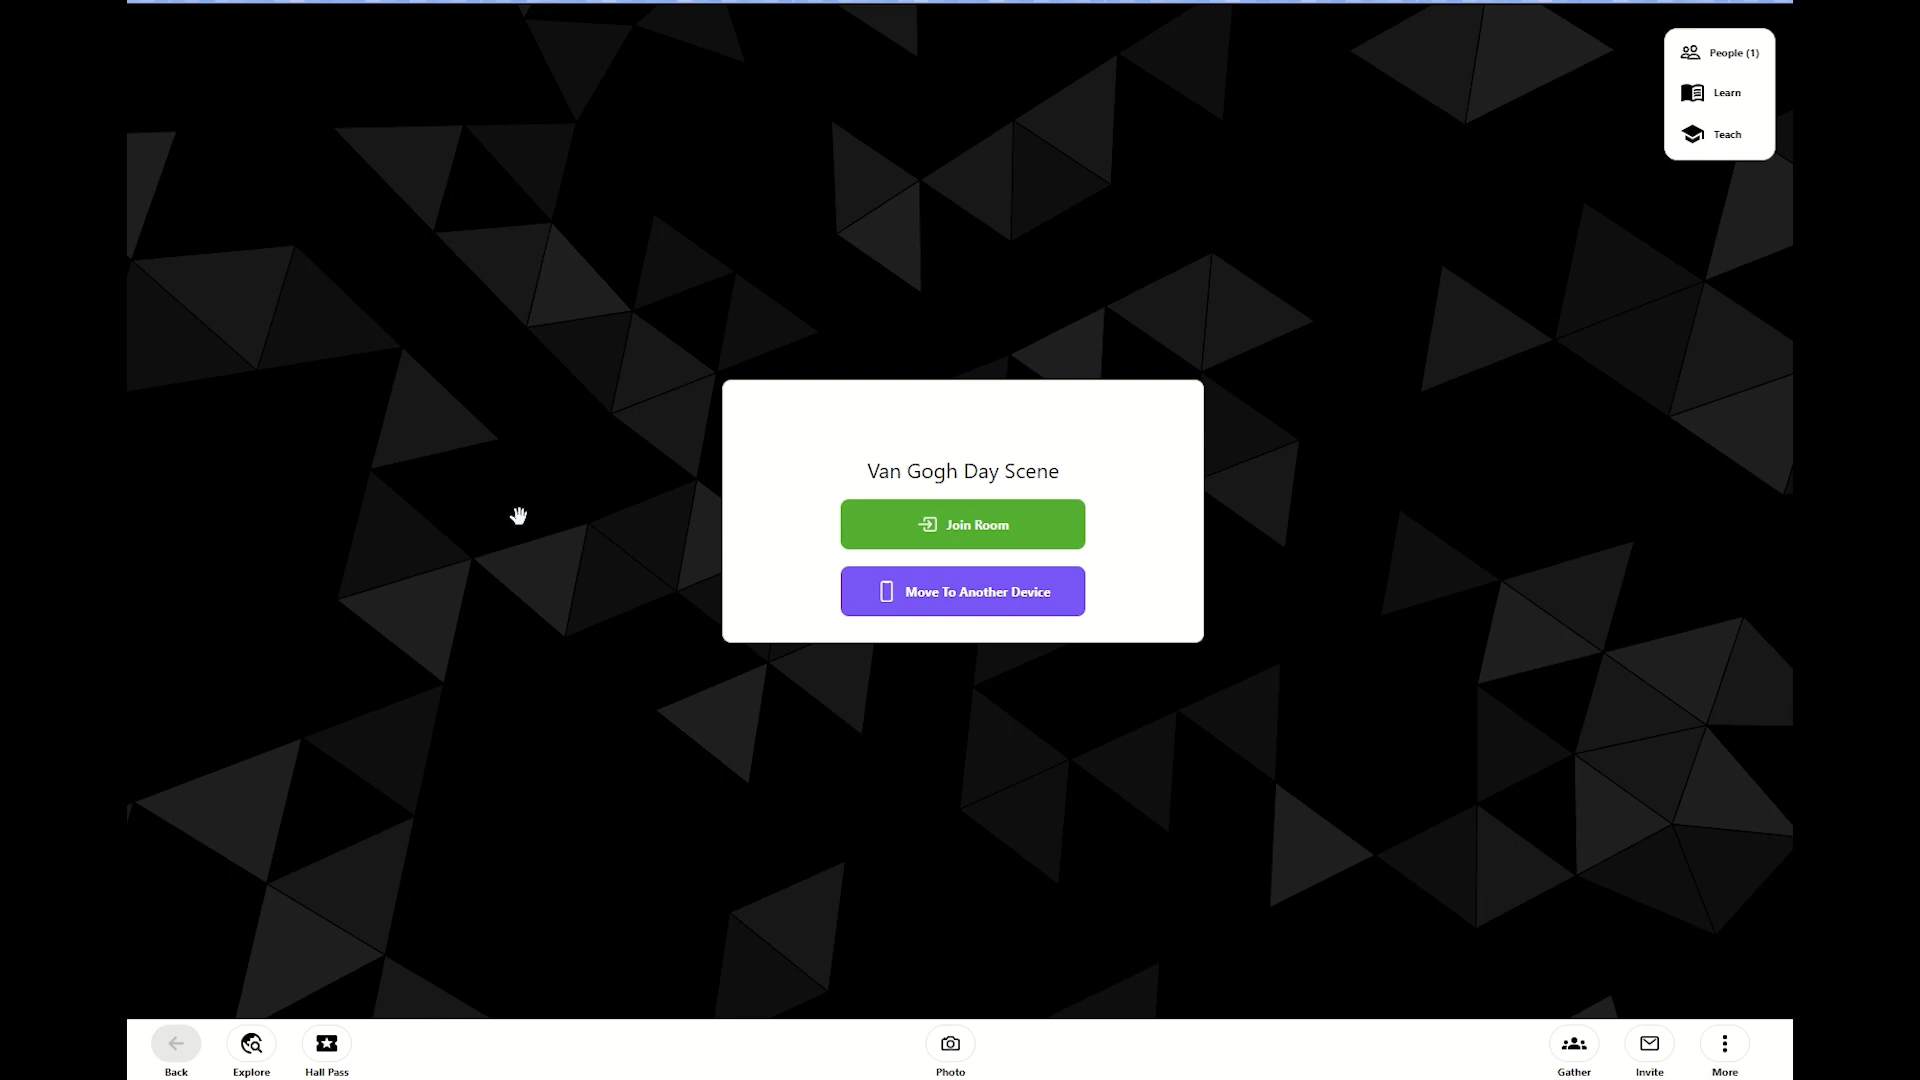 People (1)
Learn
Teach
Van Gogh Day Scene
Join Room
Move To Another Device
Back
Explore
Hall Pass
Photo
Gather
Invite
More